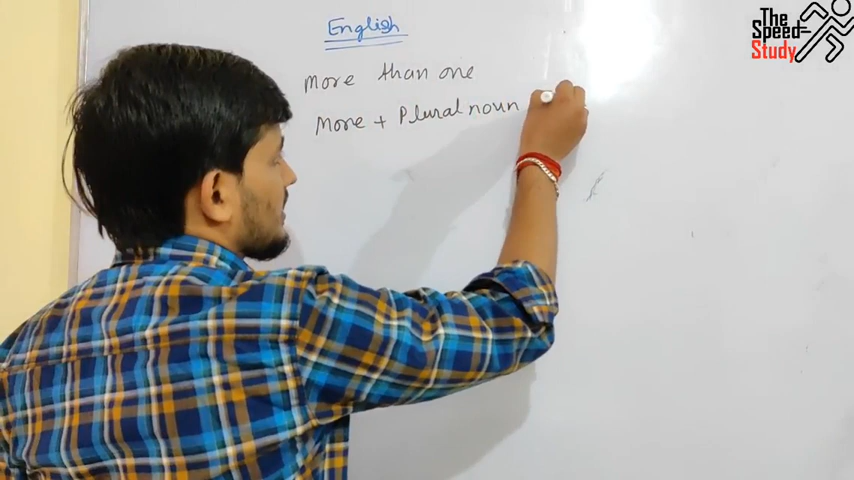 The
Speed-
Study
English
More than one
More + Plural noun